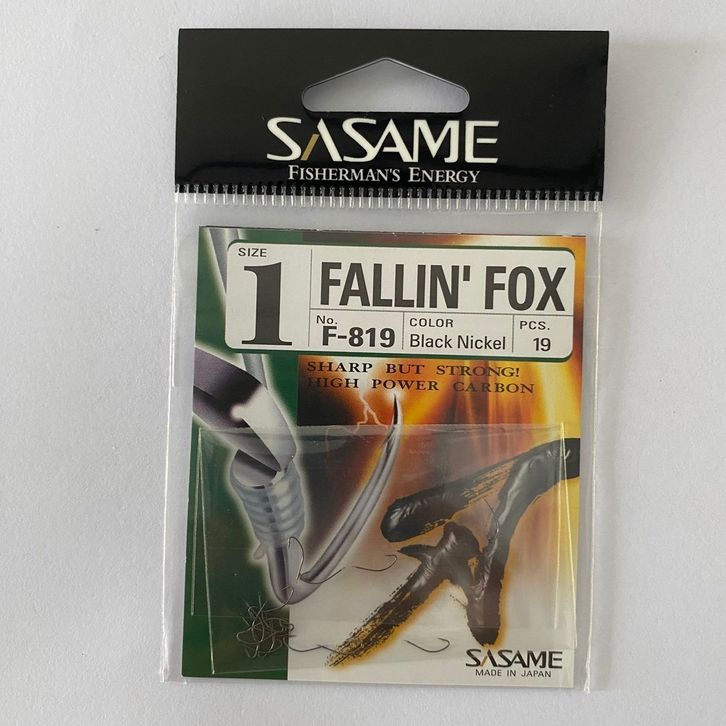 SASAME
FISHERMAN'S ENERGY
SIZE
1
FALLIN' FOX
No.
F-819
COLOR
Black Nickel
PCS.
19
SHARP BUT STRONG!
HIGH POWER CARBON
SASAME
MADE IN JAPAN